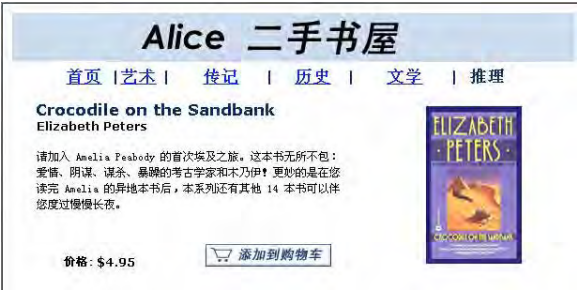 Alice 二手书屋
首页 | 艺术 | 传记 | 历史 | 文学 | 推理
Crocodile on the Sandbank
Elizabeth Peters
请加入 Amelia Peabody 的首次埃及之旅。这本书无所不包：
爱情、阴谋、谋杀、暴躁的考古学家和木乃伊！更妙的是在您
读完 Amelia 的异地本书后，本系列还有其他 14 本书可以伴
您度过慢慢长夜。
价格: $4.95
添加到购物车
ELIZABETH
·PETERS·
CROCODILE ON THE SANDBANK